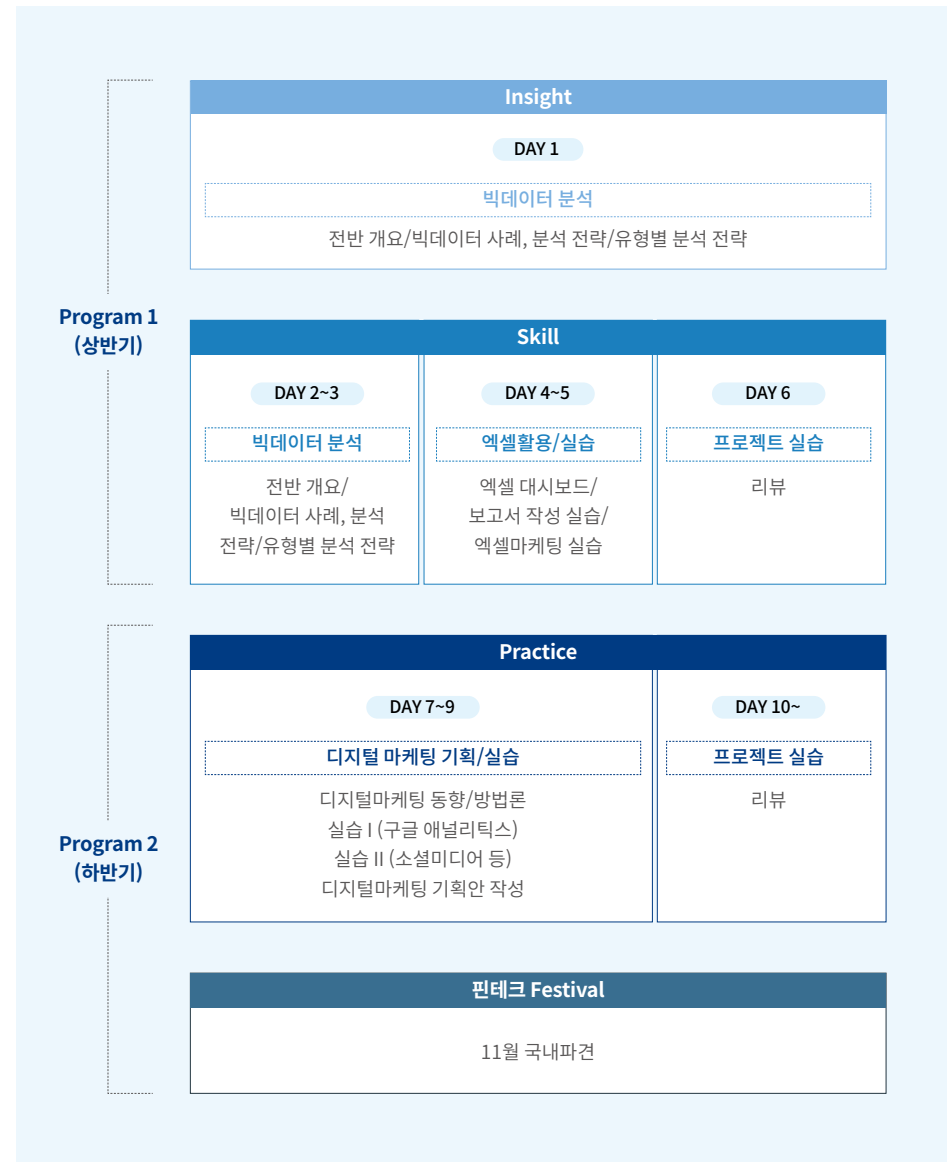 Insight
DAY 1
빅데이터 분석
전반 개요/빅데이터 사례, 분석 전략/유형별 분석 전략
Program 1
(상반기)
Skill
DAY 2~3
빅데이터 분석
전반 개요/
빅데이터 사례, 분석
전략/유형별 분석 전략
DAY 4~5
엑셀활용/실습
엑셀 대시보드/
보고서 작성 실습/
엑셀마케팅 실습
DAY 6
프로젝트 실습
리뷰
Program 2
(하반기)
Practice
DAY 7~9
디지털 마케팅 기획/실습
디지털마케팅 동향/방법론
실습 I (구글 애널리틱스)
실습 II (소셜미디어 등)
디지털마케팅 기획안 작성
DAY 10~
프로젝트 실습
리뷰
핀테크 Festival
11월 국내파견